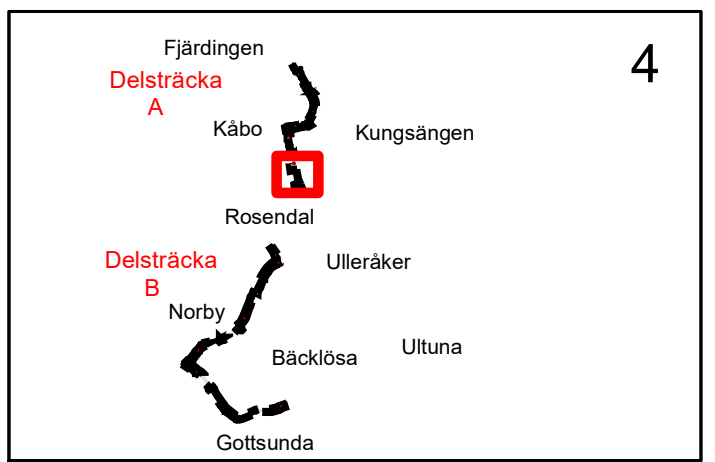 Fjärdingen
4
Delsträcka
A
Kåbo
Kungsängen
Rosendal
Delsträcka
B
Ulleråker
Norby
Ultuna
Bäcklösa
Gottsunda